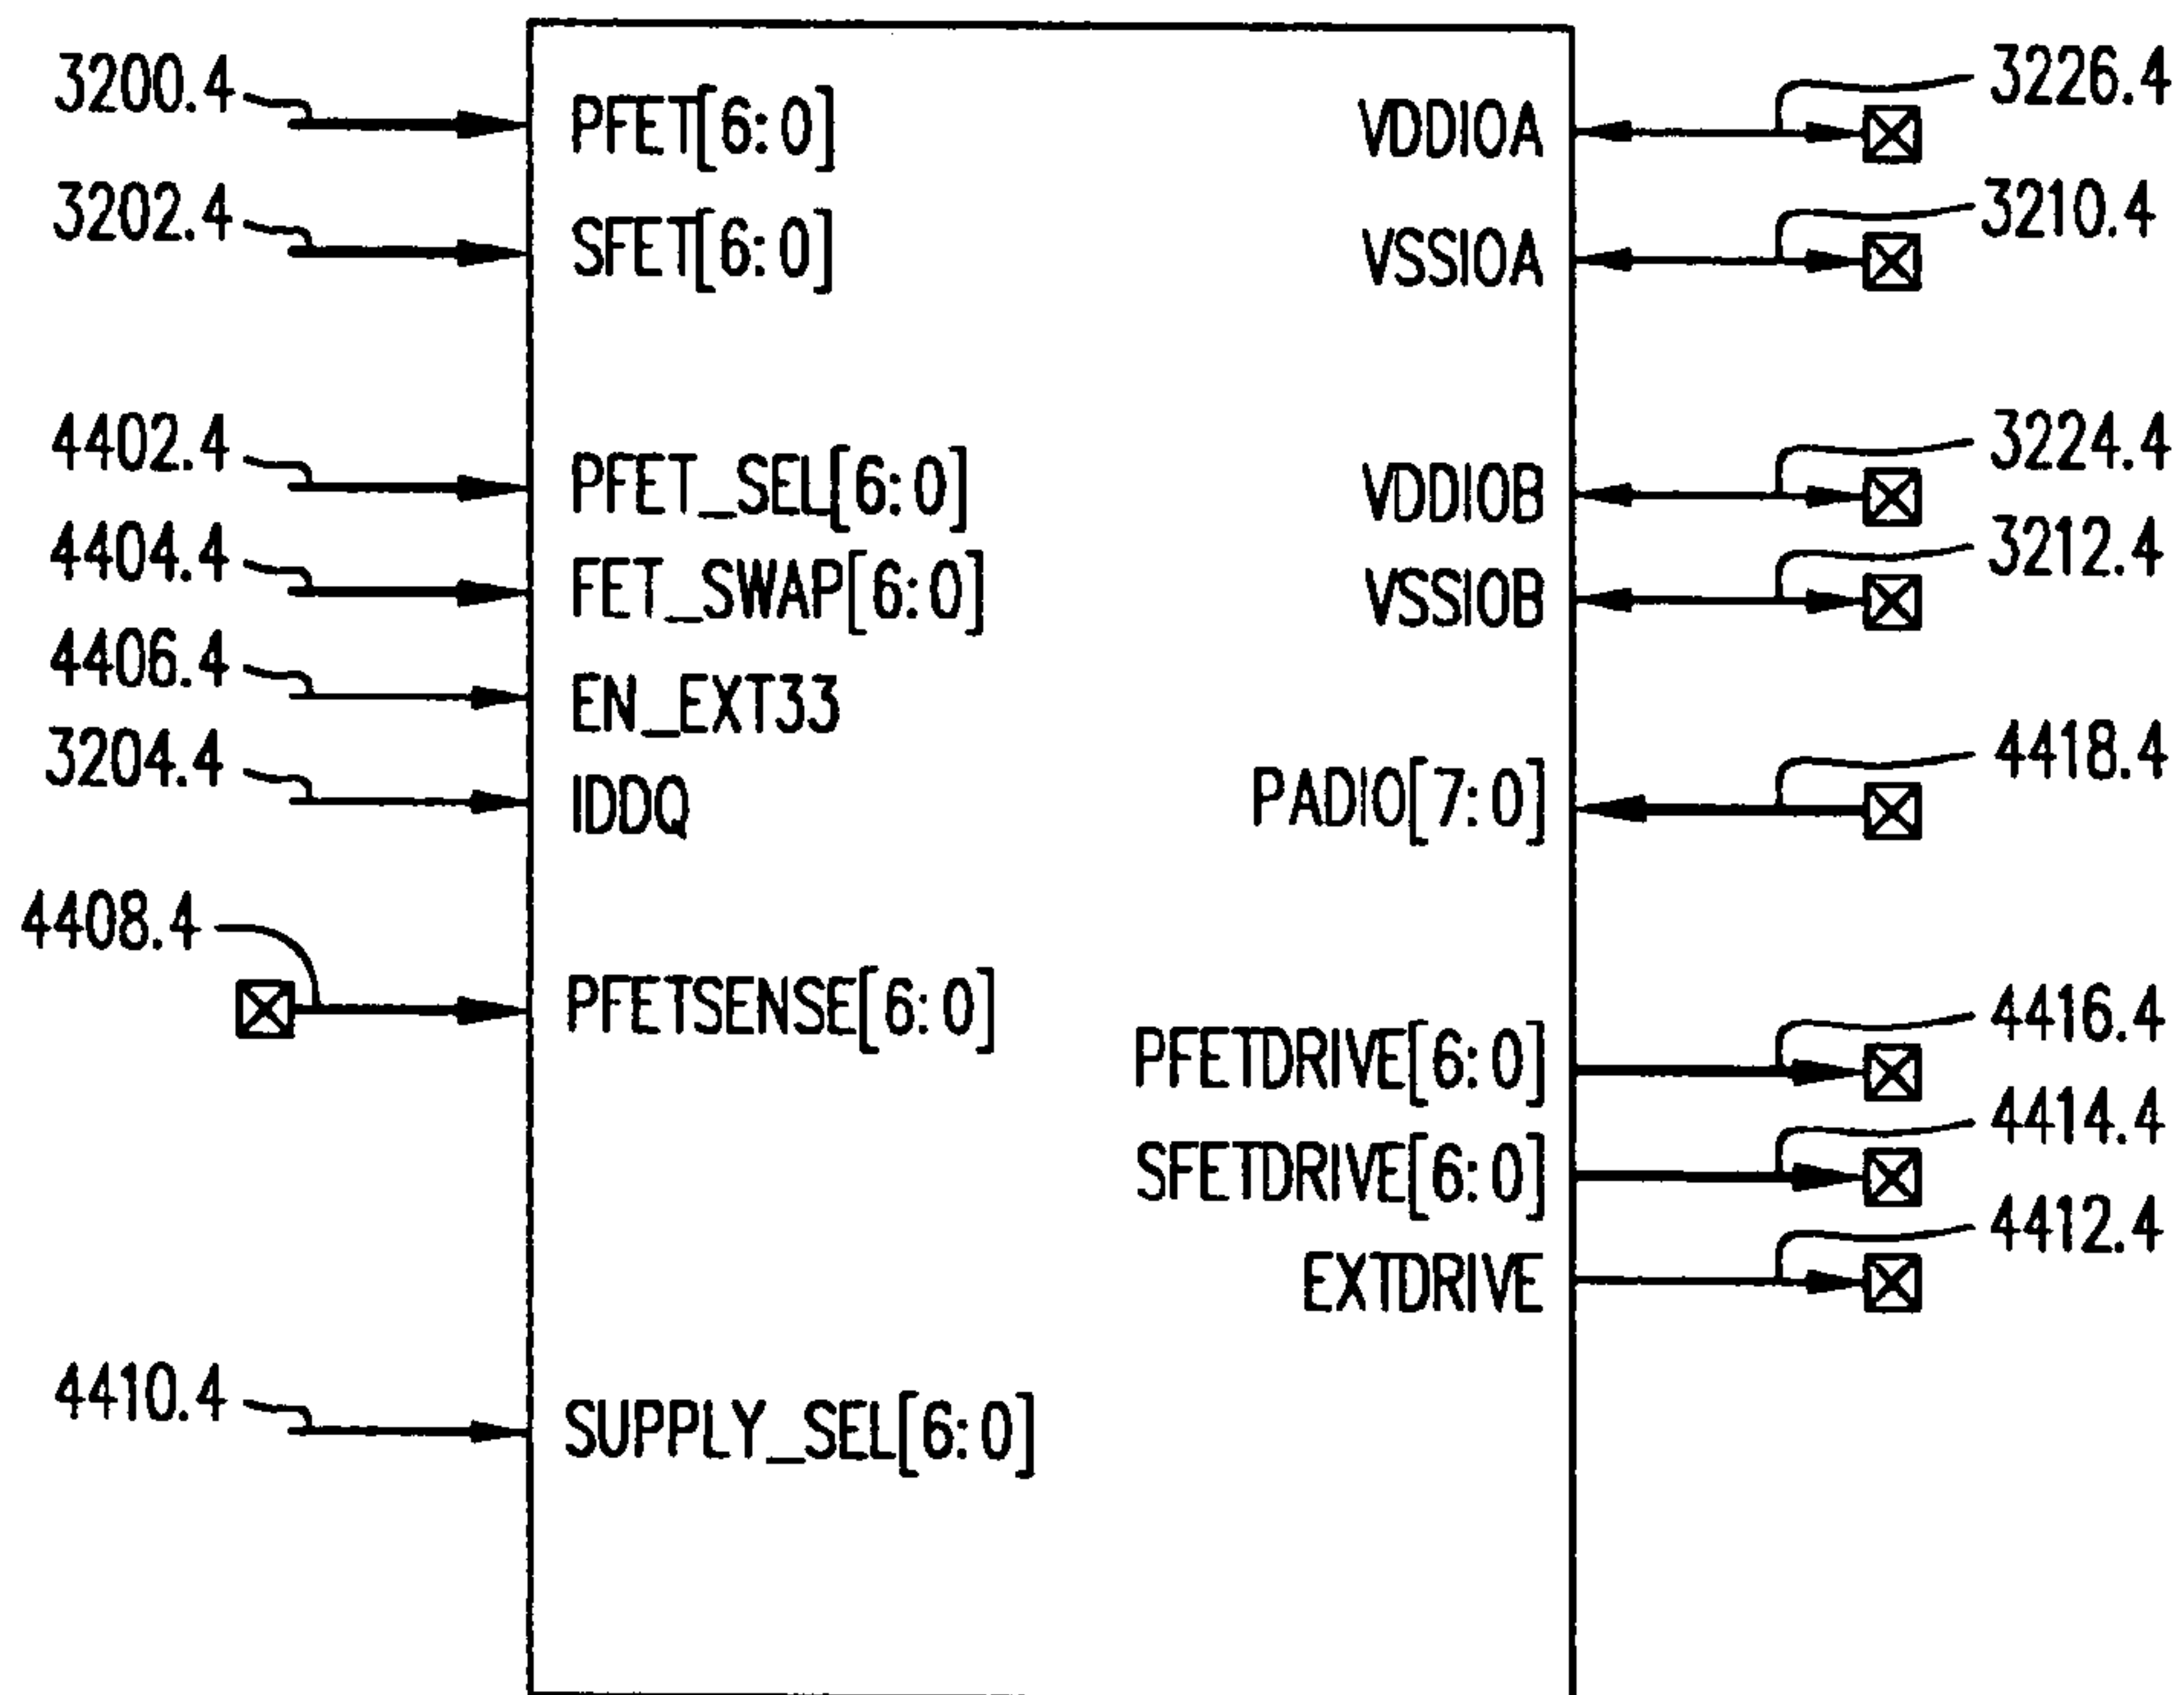 3200.4
PFET[6:0]
VDDIOA
3226.4
3202.4
SFET[6:0]
VSSIOA
3210.4
4402.4
PFET_SEL[6:0]
VDDIOB
3224.4
4404.4
FET_SWAP[6:0]
VSSIOB
3212.4
4406.4
EN_EXT33
3204.4
IDDQ
PADIO[7:0]
4418.4
4408.4
PFETSENSE[6:0]
PFETDRIVE[6:0]
4416.4
SFETDRIVE[6:0]
4414.4
EXTDRIVE
4412.4
4410.4
SUPPLY_SEL[6:0]